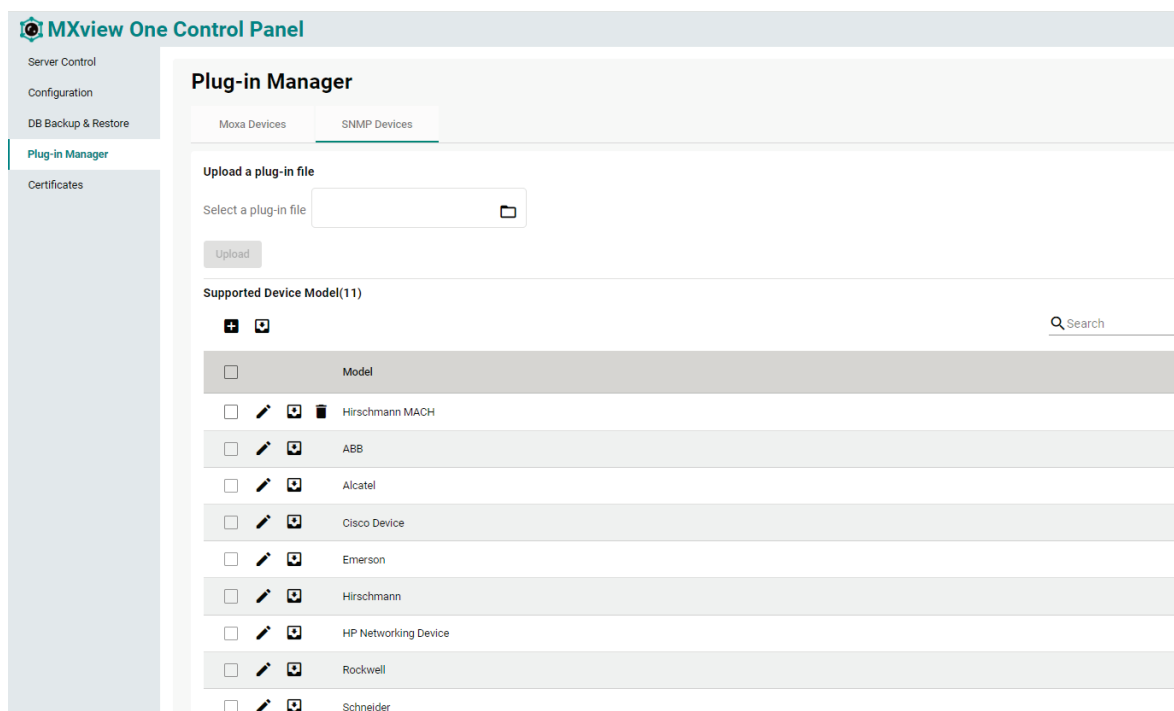 MXview One Control Panel
Server Control
Configuration
DB Backup & Restore
Plug-in Manager
Certificates
Plug-in Manager
Moxa Devices
SNMP Devices
Upload a plug-in file
Select a plug-in file
Upload
Supported Device Model(11)
Search
Model
Hirschmann MACH
ABB
Alcatel
Cisco Device
Emerson
Hirschmann
HP Networking Device
Rockwell
Schneider